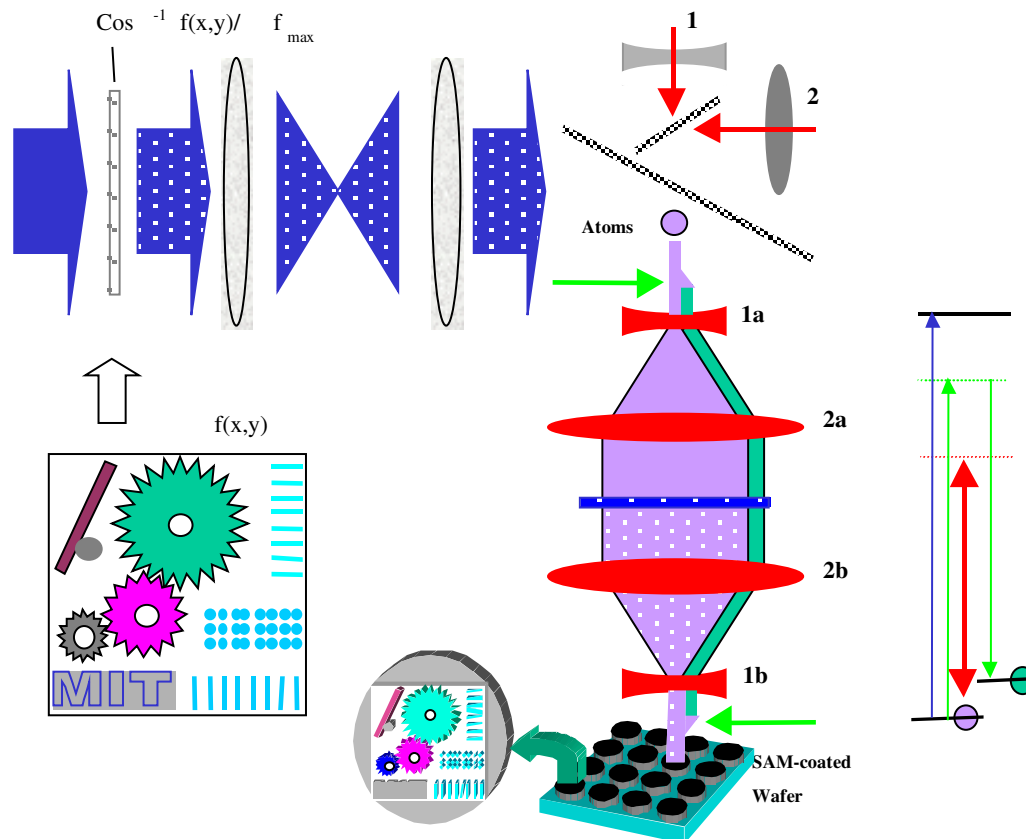 Cos -1 f(x,y)/ f max
1
2
Atoms
1a
2a
f(x,y)
2b
MIT
1b
SAM-coated
Wafer